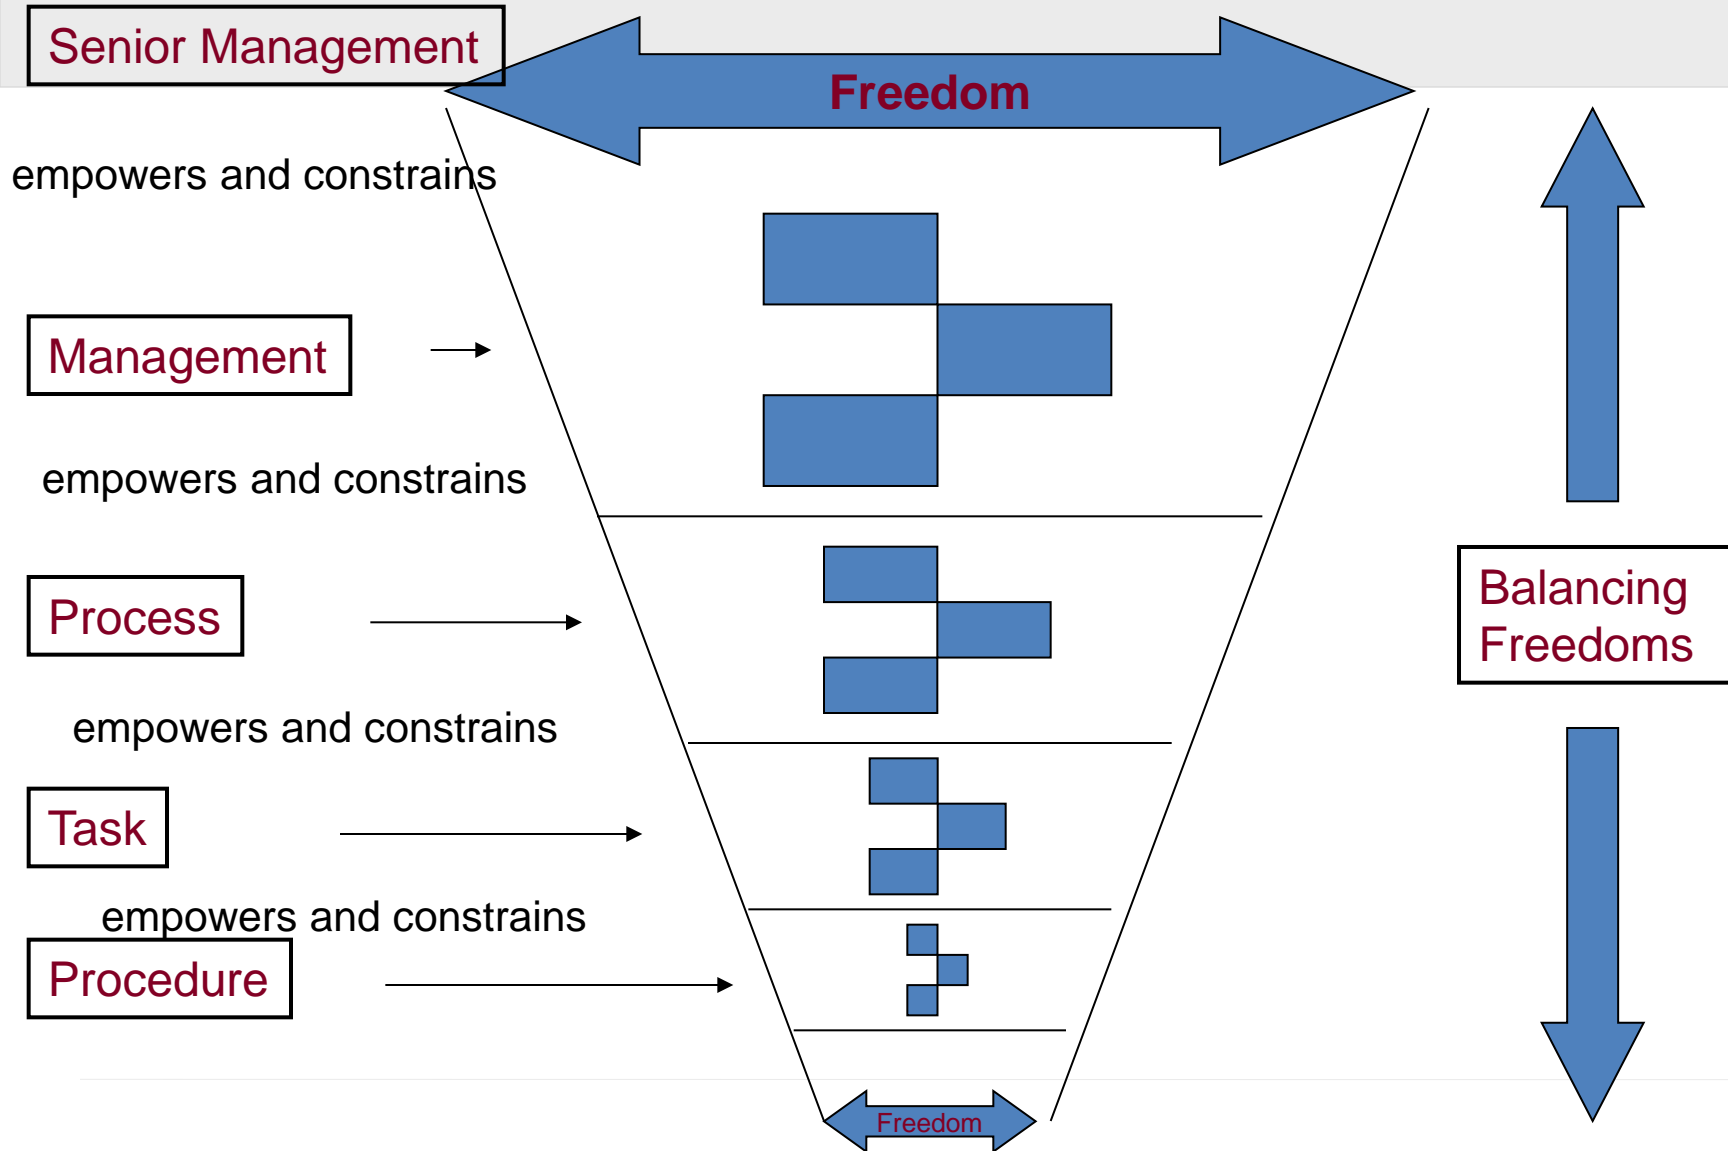 Senior Management
Freedom
empowers and constrains
Management
empowers and constrains
Process
Balancing
Freedoms
empowers and constrains
Task
empowers and constrains
Procedure
Freedom